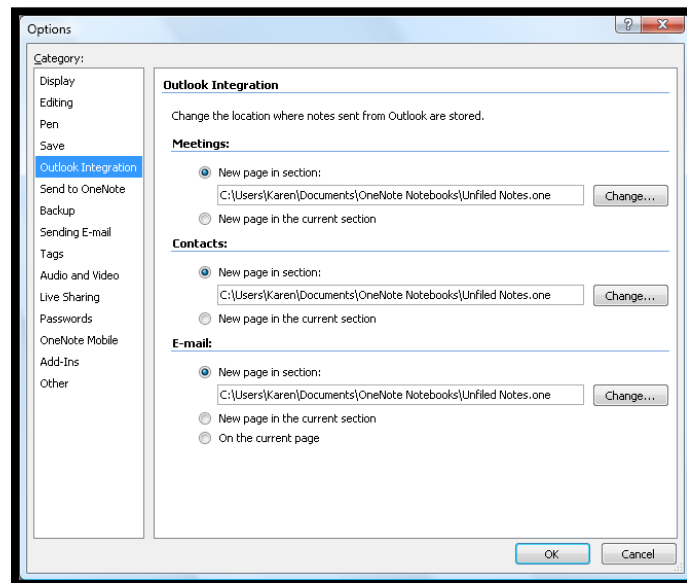 Options
Category:
Display
Editing
Pen
Save
Outlook Integration
Send to OneNote
Backup
Sending E-mail
Tags
Audio and Video
Live Sharing
Passwords
OneNote Mobile
Add-Ins
Other
Outlook Integration
Change the location where notes sent from Outlook are stored.
Meetings:
New page in section:
C:\Users\Karen\Documents\OneNote Notebooks\Unfiled Notes.one
Change...
New page in the current section
Contacts:
New page in section:
C:\Users\Karen\Documents\OneNote Notebooks\Unfiled Notes.one
Change...
New page in the current section
E-mail:
New page in section:
C:\Users\Karen\Documents\OneNote Notebooks\Unfiled Notes.one
Change...
New page in the current section
On the current page
OK
Cancel